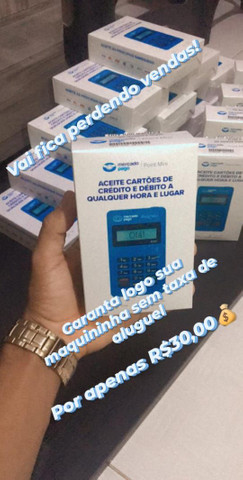 Vai fica perdendo vendas!
mercado pago
Point Mini
ACEITE CARTÕES DE
CRÉDITO E DÉBITO A
QUALQUER HORA E LUGAR
Garanta logo sua
maquininha sem taxa de
aluguel
Por apenas R$30,00💰